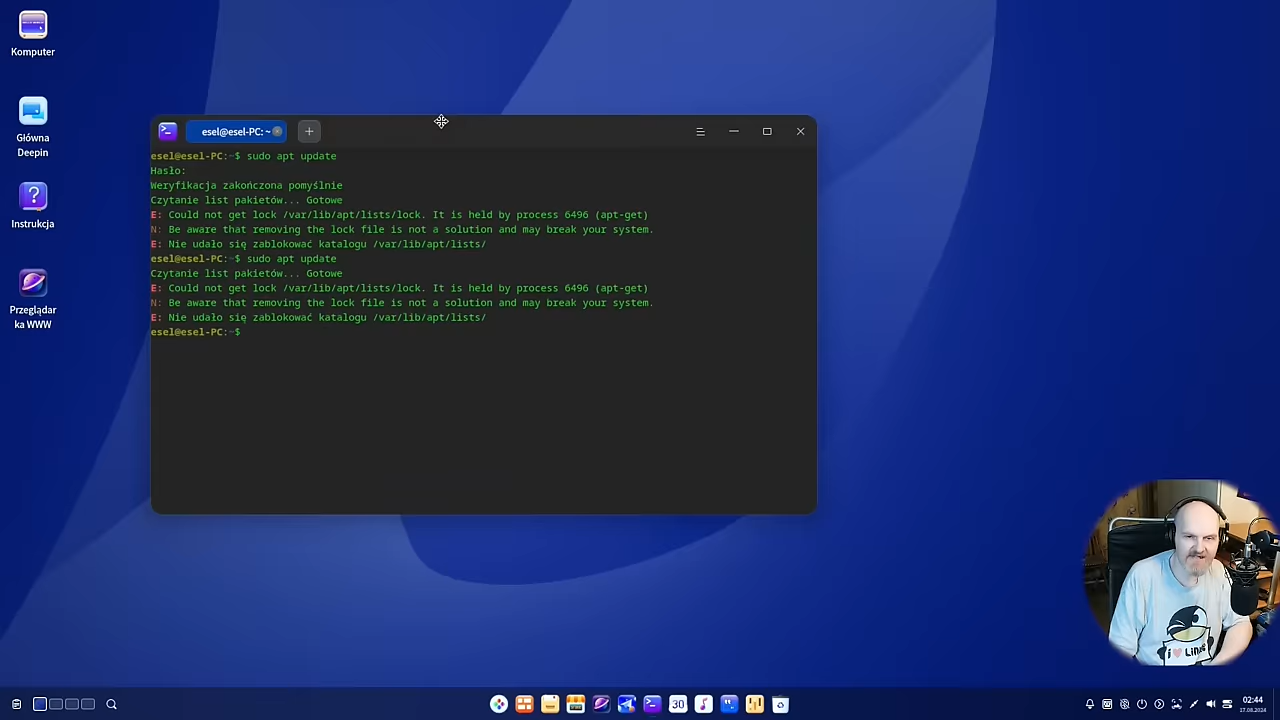 Komputer
Główna
Deepin
Instrukcja
Przeglądar
ka WWW
esel@esel-PC: ~
esel@esel-PC:~$ sudo apt update
Hasło:
Weryfikacja zakończona pomyślnie
Czytanie list pakietów... Gotowe
E: Could not get lock /var/lib/apt/lists/lock. It is held by process 6496 (apt-get)
N: Be aware that removing the lock file is not a solution and may break your system.
E: Nie udało się zablokować katalogu /var/lib/apt/lists/
esel@esel-PC:~$ sudo apt update
Czytanie list pakietów... Gotowe
E: Could not get lock /var/lib/apt/lists/lock. It is held by process 6496 (apt-get)
N: Be aware that removing the lock file is not a solution and may break your system.
E: Nie udało się zablokować katalogu /var/lib/apt/lists/
esel@esel-PC:~$
I ♥ Linux
30
02:44
17.08.2024